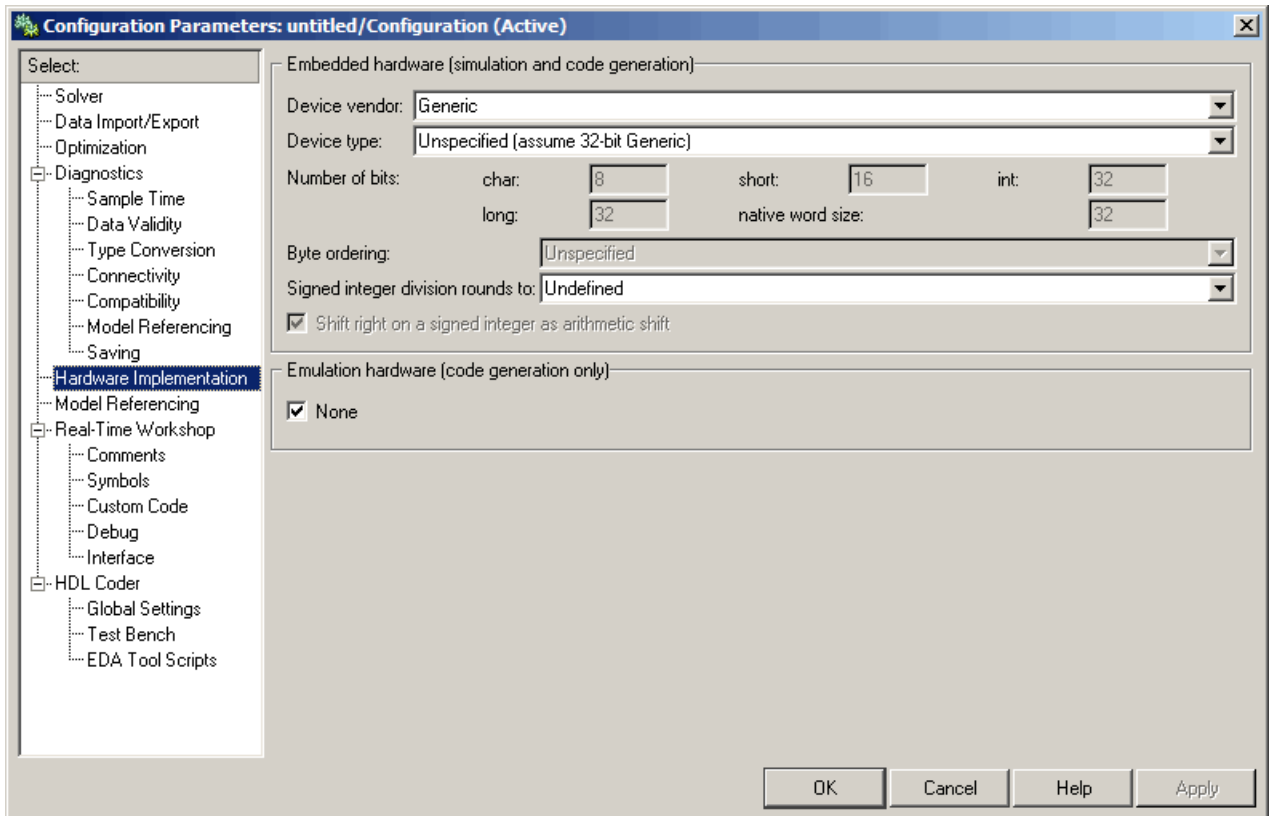 Configuration Parameters: untitled/Configuration (Active)
Select:
Solver
Data Import/Export
Optimization
Diagnostics
Sample Time
Data Validity
Type Conversion
Connectivity
Compatibility
Model Referencing
Saving
Hardware Implementation
Model Referencing
Real-Time Workshop
Comments
Symbols
Custom Code
Debug
Interface
HDL Coder
Global Settings
Test Bench
EDA Tool Scripts
Embedded hardware (simulation and code generation)
Device vendor: Generic
Device type: Unspecified (assume 32-bit Generic)
Number of bits: char: 8 short: 16 int: 32
long: 32 native word size: 32
Byte ordering: Unspecified
Signed integer division rounds to: Undefined
Shift right on a signed integer as arithmetic shift
Emulation hardware (code generation only)
None
OK Cancel Help Apply